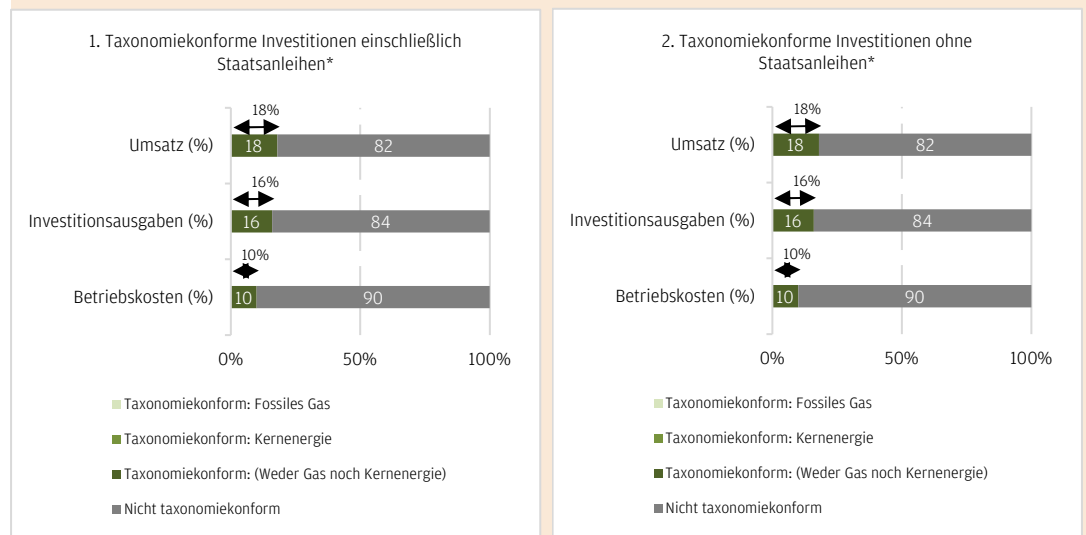 1. Taxonomiekonforme Investitionen einschließlich
Staatsanleihen*
18%
Umsatz (%)
18
82
16%
Investitionsausgaben (%)
16
84
10%
Betriebskosten (%)
10
90
0%
50%
100%
Taxonomiekonform: Fossiles Gas
Taxonomiekonform: Kernenergie
Taxonomiekonform: (Weder Gas noch Kernenergie)
Nicht taxonomiekonform
2. Taxonomiekonforme Investitionen ohne
Staatsanleihen*
18%
Umsatz (%)
18
82
16%
Investitionsausgaben (%)
16
84
10%
Betriebskosten (%)
10
90
0%
50%
100%
Taxonomiekonform: Fossiles Gas
Taxonomiekonform: Kernenergie
Taxonomiekonform: (Weder Gas noch Kernenergie)
Nicht taxonomiekonform